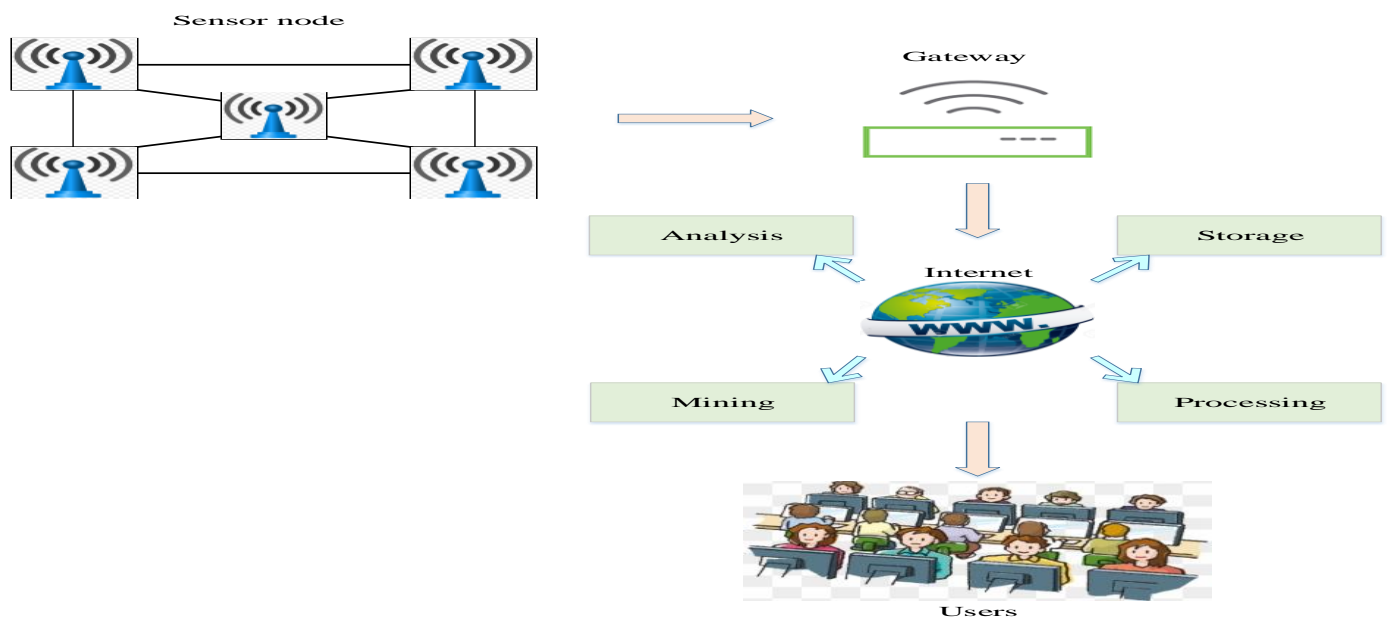 Sensor node
Gateway
Analysis
Storage
Internet
www.
Mining
Processing
Users